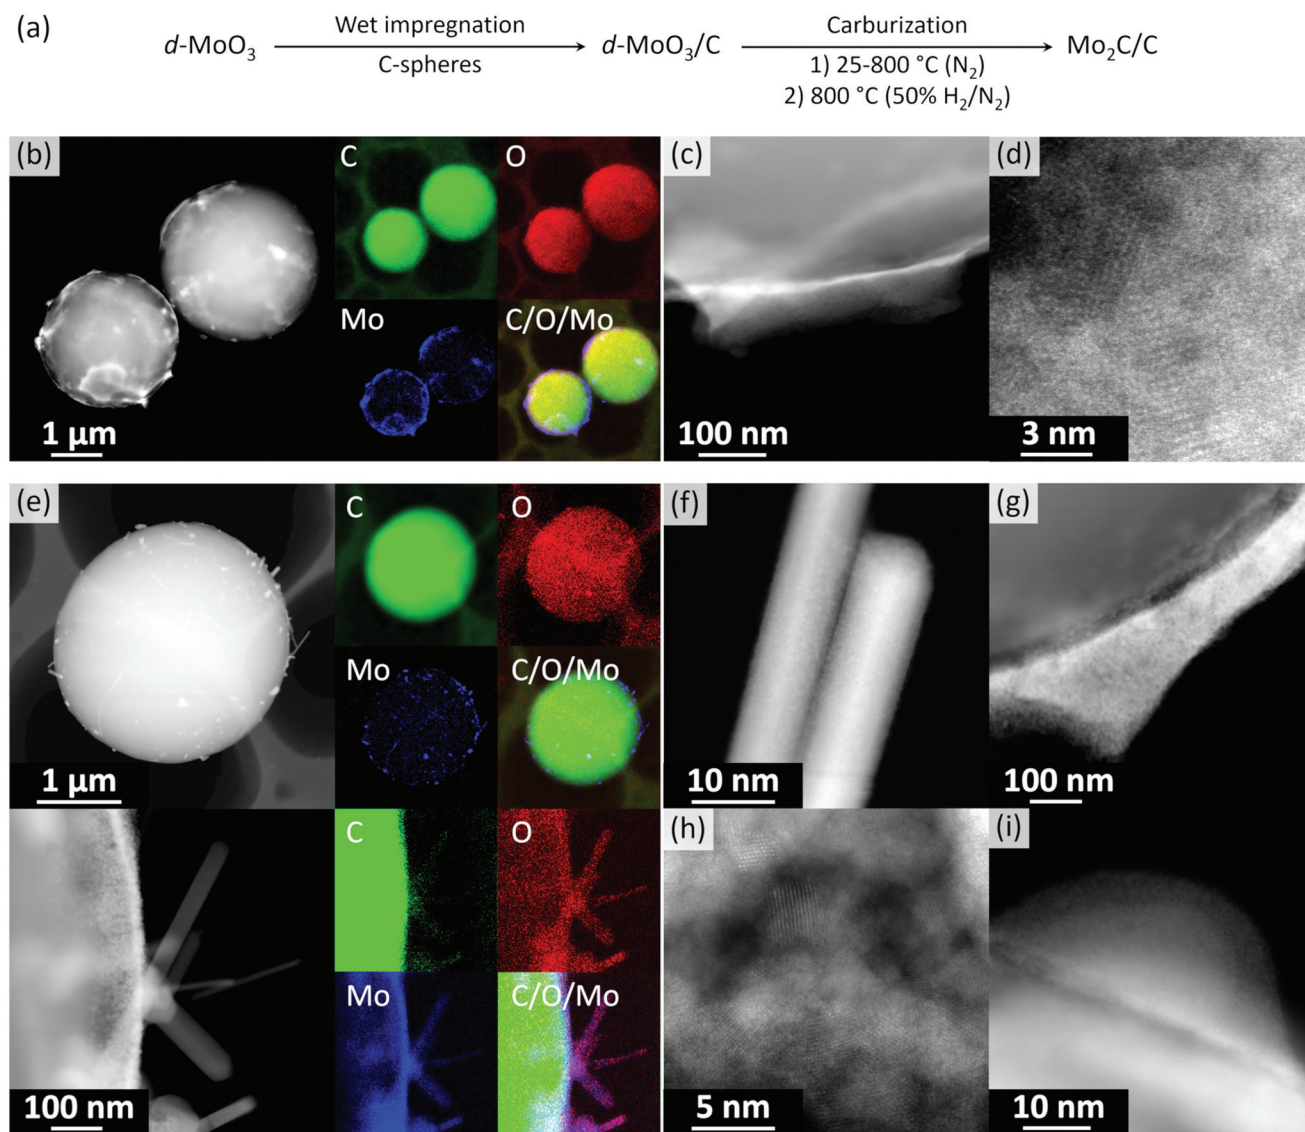 (a)
d-MoO₃
Wet impregnation
C-spheres
d-MoO₃/C
Carburization
1) 25-800 °C (N₂)
2) 800 °C (50% H₂/N₂)
Mo₂C/C
(b)
1 µm
C
O
Mo
C/O/Mo
(c)
100 nm
(d)
3 nm
(e)
1 µm
C
O
Mo
C/O/Mo
(f)
10 nm
(g)
100 nm
100 nm
C
O
Mo
C/O/Mo
(h)
5 nm
(i)
10 nm